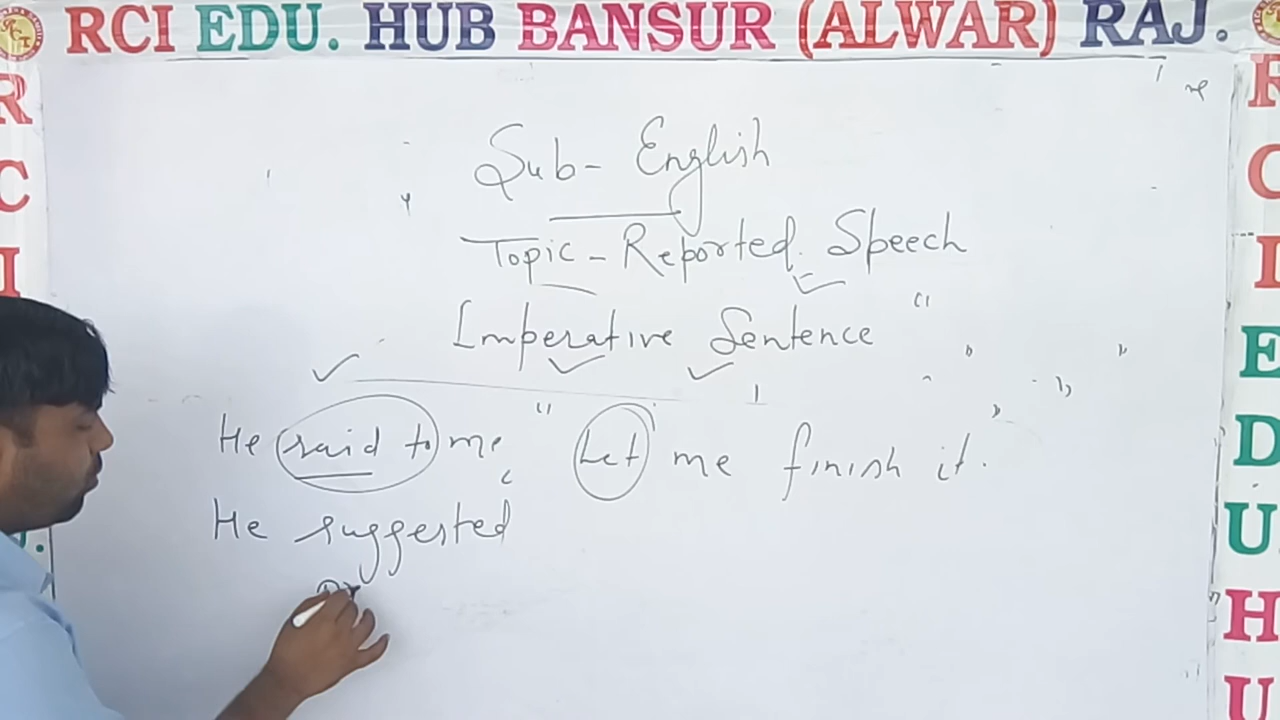 RCI EDU. HUB BANSUR (ALWAR) RAJ.
R
C
I
R
C
I
E
D
U
H
U
Sub- English
Topic - Reported Speech
Imperative Sentence
He said to me " Let me finish it.
He suggested